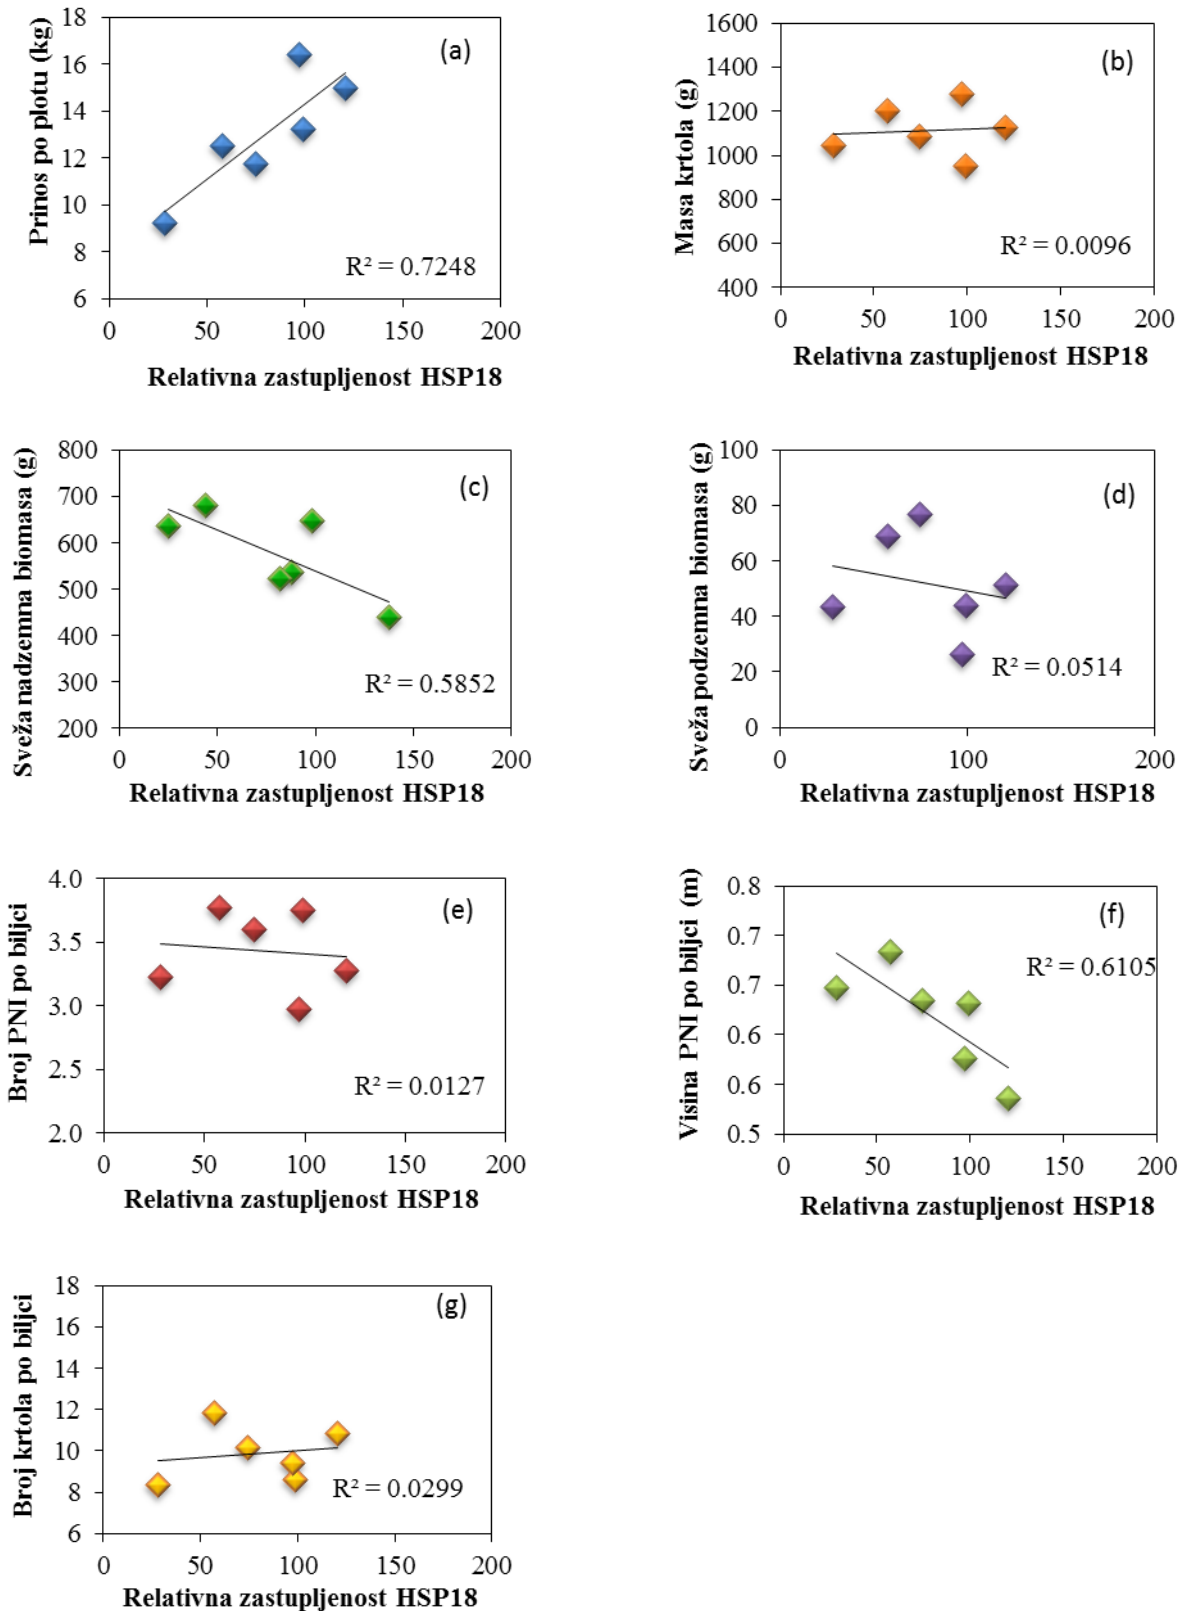 18
16
14
12
10
8
6
Prinos po plotu (kg)
(a)
R² = 0.7248
0 50 100 150 200
Relativna zastupljenost HSP18
1600
1400
1200
1000
800
600
400
Masa krtola (g)
(b)
R² = 0.0096
0 50 100 150 200
Relativna zastupljenost HSP18
800
700
600
500
400
300
200
Sveža nadzemna biomasa (g)
(c)
R² = 0.5852
0 50 100 150 200
Relativna zastupljenost HSP18
100
80
60
40
20
0
Sveža podzemna biomasa (g)
(d)
R² = 0.0514
0 100 200
Relativna zastupljenost HSP18
4.0
3.5
3.0
2.5
2.0
Broj PNI po biljci
(e)
R² = 0.0127
0 50 100 150 200
Relativna zastupljenost HSP18
0.8
0.7
0.7
0.6
0.6
0.5
Visina PNI po biljci (m)
(f)
R² = 0.6105
0 50 100 150 200
Relativna zastupljenost HSP18
18
16
14
12
10
8
6
Broj krtola po biljci
(g)
R² = 0.0299
0 50 100 150 200
Relativna zastupljenost HSP18